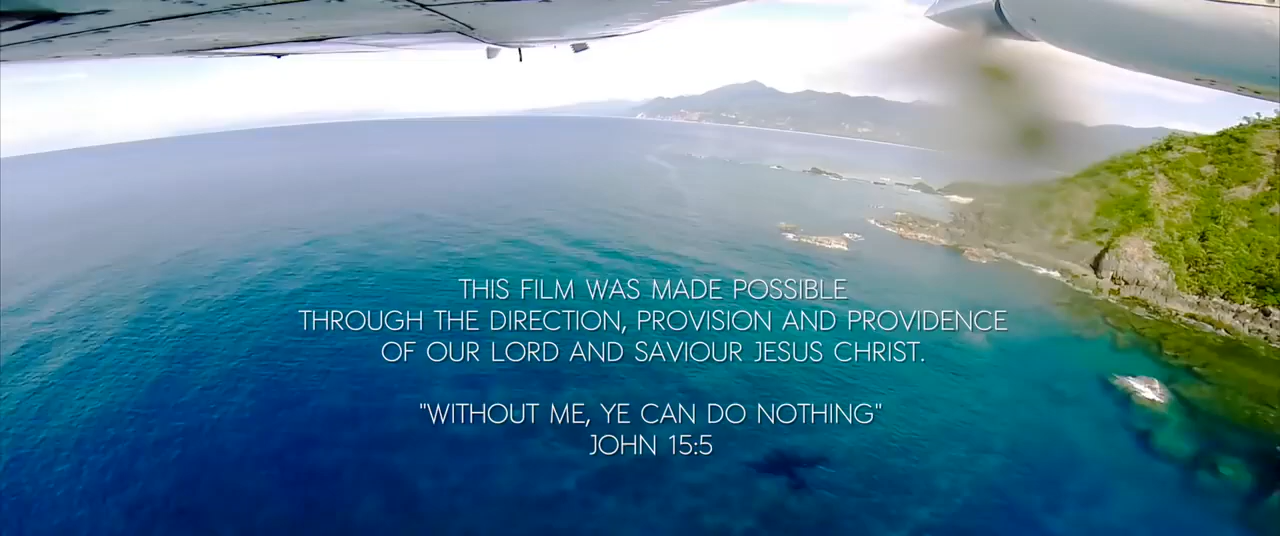 THIS FILM WAS MADE POSSIBLE
THROUGH THE DIRECTION, PROVISION AND PROVIDENCE
OF OUR LORD AND SAVIOUR JESUS CHRIST.
"WITHOUT ME, YE CAN DO NOTHING"
JOHN 15:5